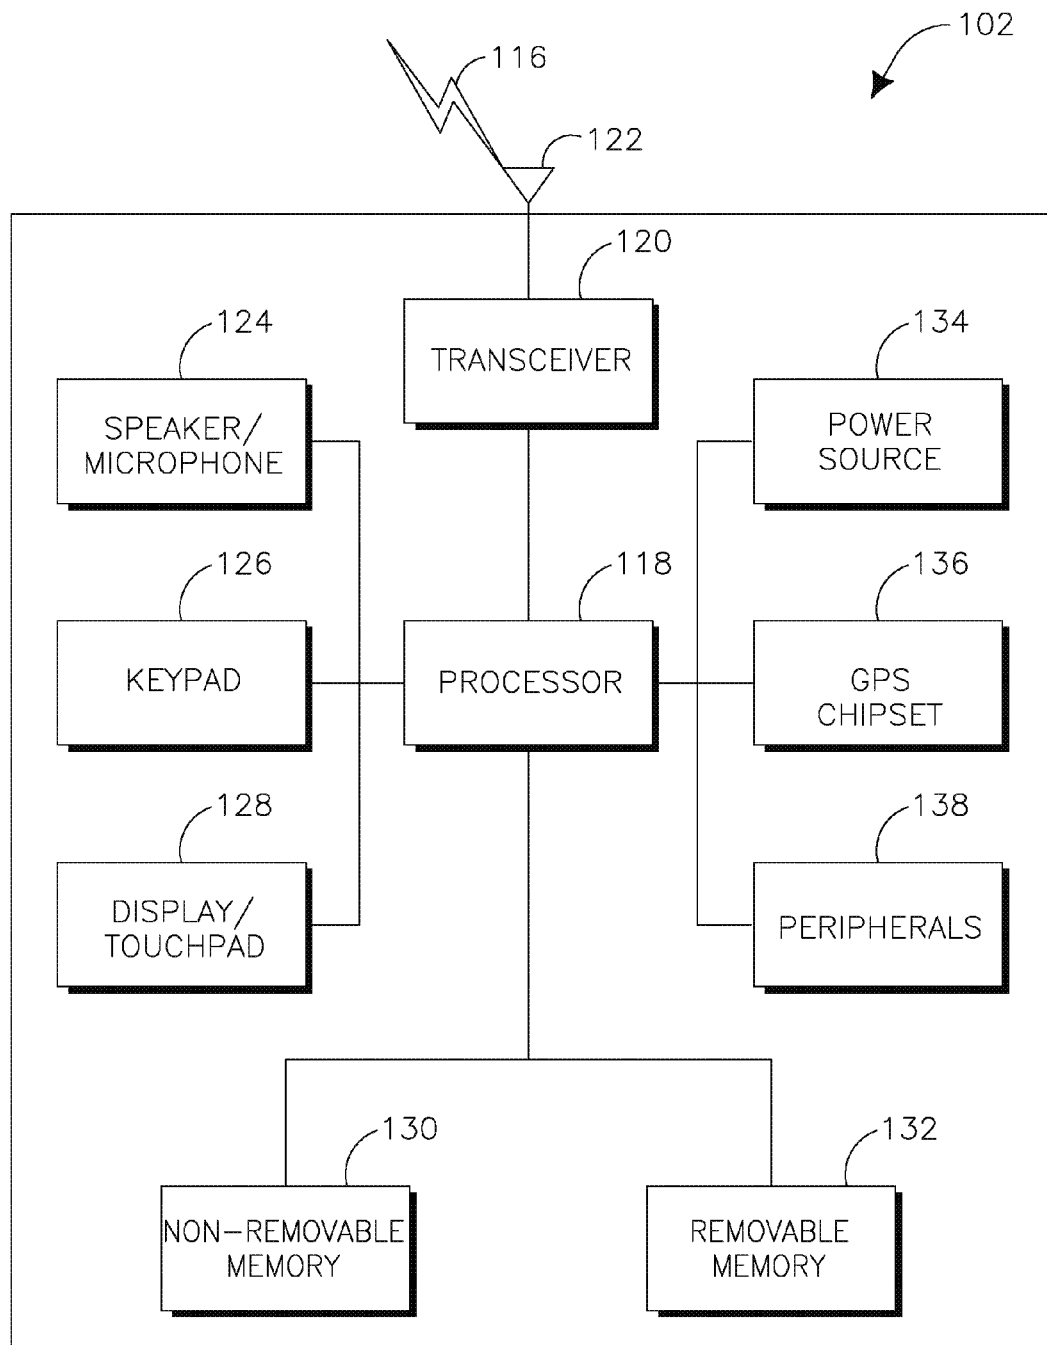 102
116
122
120
124
134
TRANSCEIVER
SPEAKER/
MICROPHONE
POWER
SOURCE
126
118
136
KEYPAD
PROCESSOR
GPS
CHIPSET
128
138
DISPLAY/
TOUCHPAD
PERIPHERALS
130
132
NON-REMOVABLE
MEMORY
REMOVABLE
MEMORY